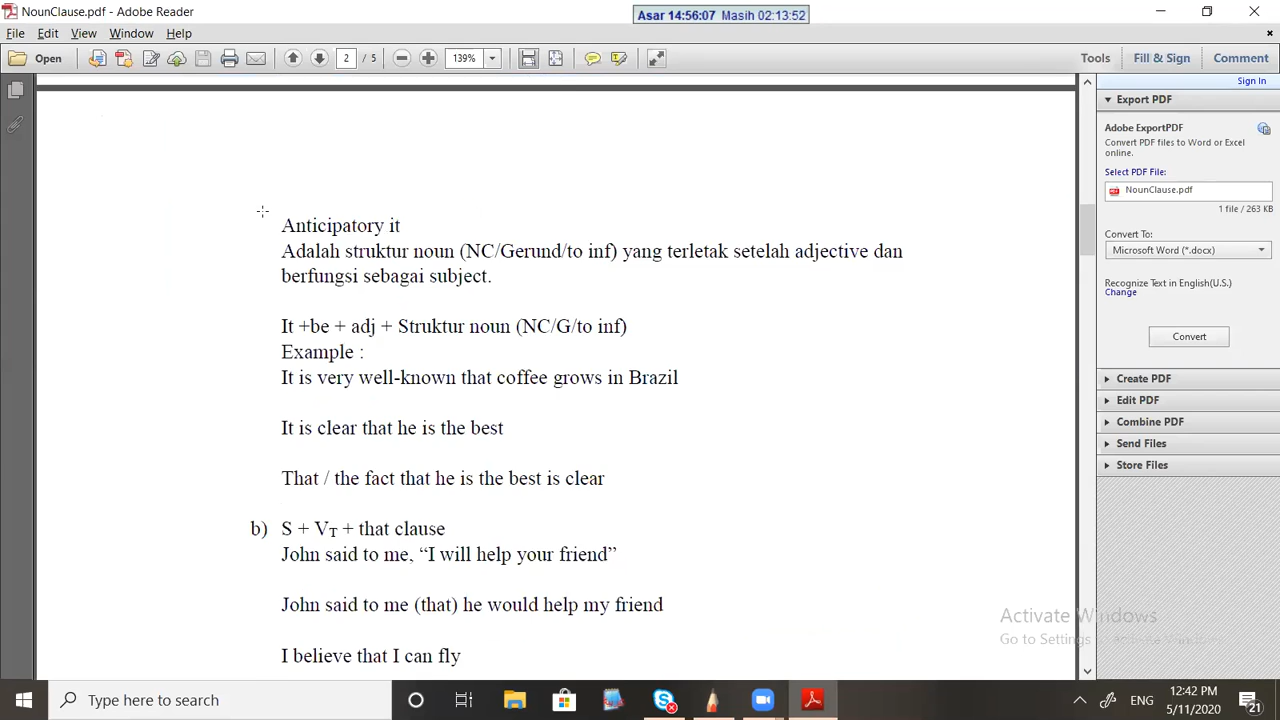 NounClause.pdf - Adobe Reader
Asar 14:56:07 Masih 02:13:52
File Edit View Window Help
Open 2 / 5 139% Tools Fill & Sign Comment
Sign In
Export PDF
Adobe ExportPDF
Convert PDF files to Word or Excel
online.
Select PDF File:
NounClause.pdf
1 file / 263 KB
Convert To:
Microsoft Word (*.docx)
Recognize Text in English(U.S.)
Change
Convert
Create PDF
Edit PDF
Combine PDF
Send Files
Store Files
Anticipatory it
Adalah struktur noun (NC/Gerund/to inf) yang terletak setelah adjective dan
berfungsi sebagai subject.
It +be + adj + Struktur noun (NC/G/to inf)
Example :
It is very well-known that coffee grows in Brazil
It is clear that he is the best
That / the fact that he is the best is clear
b) S + VT + that clause
John said to me, “I will help your friend”
John said to me (that) he would help my friend
I believe that I can fly
Activate Windows
Go to Settings to activate Windows.
Type here to search
ENG
12:42 PM
5/11/2020
21